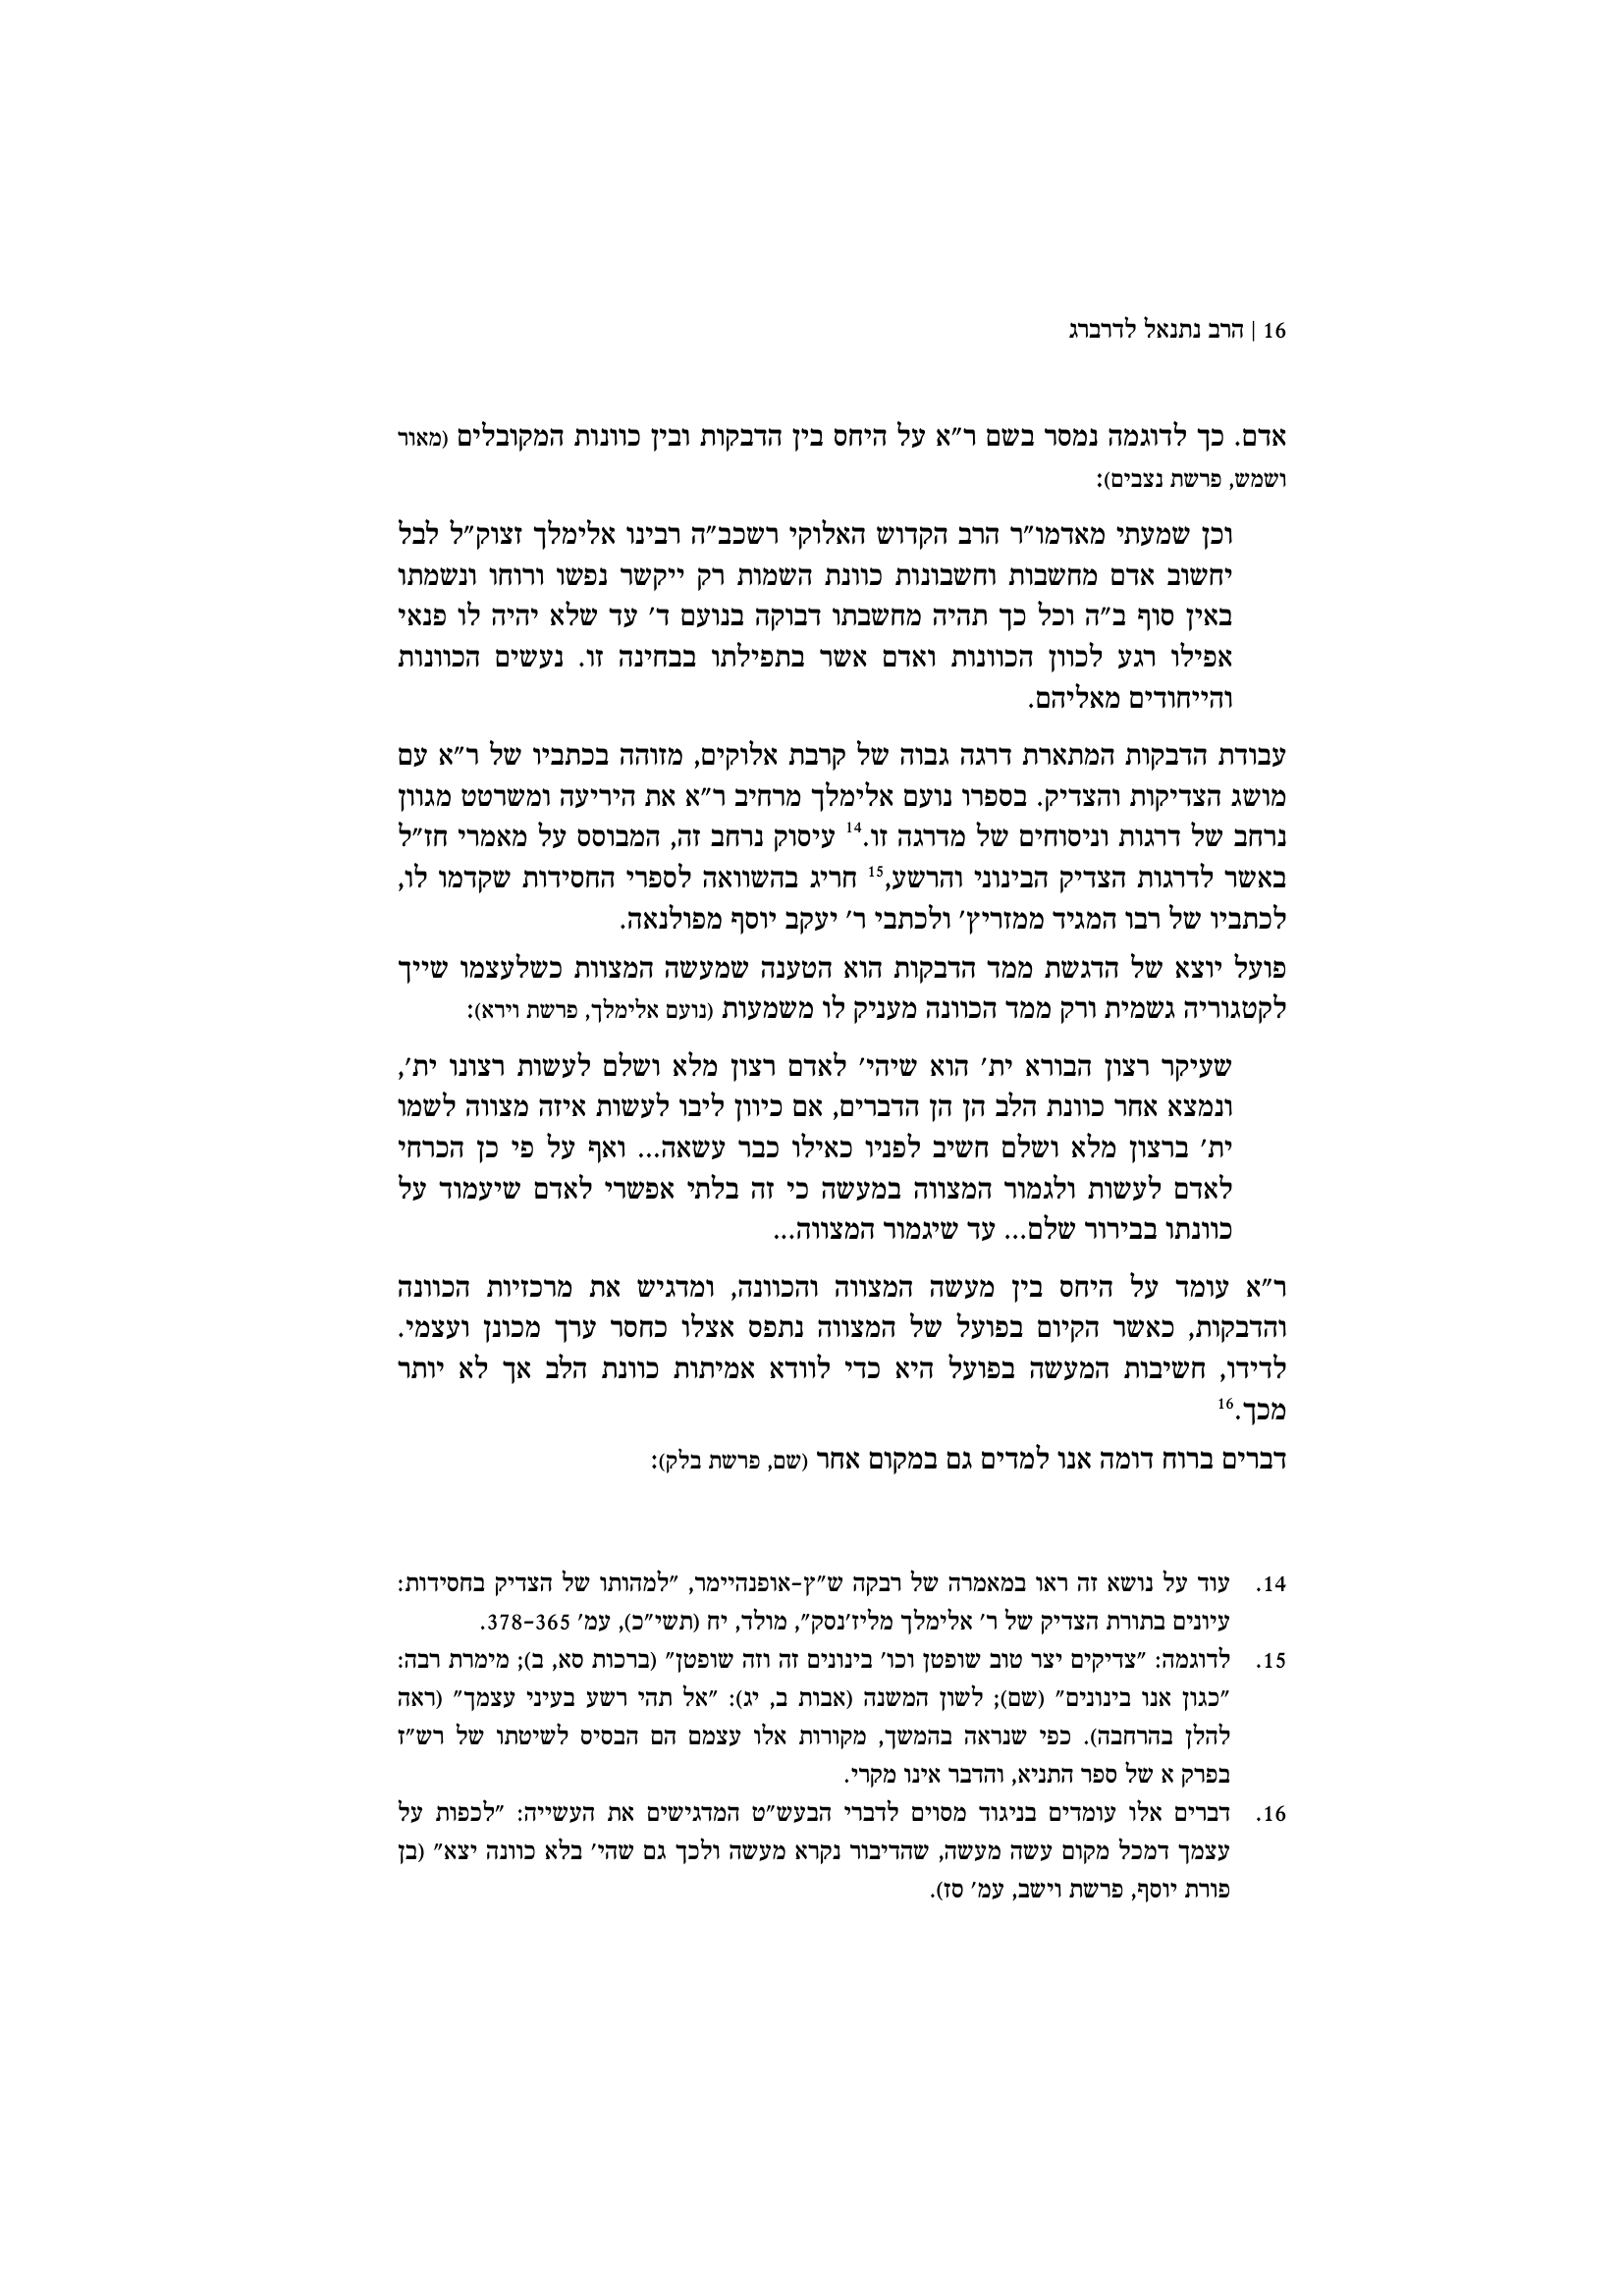 16 | הרב נתנאל לדרברג
אדם. כך לדוגמה נמסר בשם ר״א על היחס בין הדבקות ובין כוונות המקובלים (מאור
ושמש, פרשת נצבים):
וכן שמעתי מאדמו״ר הרב הקדוש האלוקי רשכב״ה רבינו אלימלך זצוק״ל לבל
יחשוב אדם מחשבות וחשבונות כוונת השמות רק ייקשר נפשו ורוחו ונשמתו
באין סוף ב״ה וכל כך תהיה מחשבתו דבוקה בנועם ד׳ עד שלא יהיה לו פנאי
אפילו רגע לכוון הכוונות ואדם אשר בתפילתו בבחינה זו. נעשים הכוונות
והייחודים מאליהם.
עבודת הדבקות המתארת דרגה גבוה של קרבת אלוקים, מזוהה בכתביו של ר״א עם
מושג הצדיקות והצדיק. בספרו נועם אלימלך מרחיב ר״א את היריעה ומשרטט מגוון
נרחב של דרגות וניסוחים של מדרגה זו.14 עיסוק נרחב זה, המבוסס על מאמרי חז״ל
באשר לדרגות הצדיק הבינוני והרשע,15 חריג בהשוואה לספרי החסידות שקדמו לו,
לכתביו של רבו המגיד ממזריץ׳ ולכתבי ר׳ יעקב יוסף מפולנאה.
פועל יוצא של הדגשת ממד הדבקות הוא הטענה שמעשה המצוות כשלעצמו שייך
לקטגוריה גשמית ורק ממד הכוונה מעניק לו משמעות (נועם אלימלך, פרשת וירא):
שעיקר רצון הבורא ית׳ הוא שיהי׳ לאדם רצון מלא ושלם לעשות רצונו ית׳,
ונמצא אחר כוונת הלב הן הן הדברים, אם כיוון ליבו לעשות איזה מצווה לשמו
ית׳ ברצון מלא ושלם חשיב לפניו כאילו כבר עשאה... ואף על פי כן הכרחי
לאדם לעשות ולגמור המצווה במעשה כי זה בלתי אפשרי לאדם שיעמוד על
כוונתו בבירור שלם... עד שיגמור המצווה...
ר״א עומד על היחס בין מעשה המצווה והכוונה, ומדגיש את מרכזיות הכוונה
והדבקות, כאשר הקיום בפועל של המצווה נתפס אצלו כחסר ערך מכונן ועצמי.
לדידו, חשיבות המעשה בפועל היא כדי לוודא אמיתות כוונת הלב אך לא יותר
מכך.16
דברים ברוח דומה אנו למדים גם במקום אחר (שם, פרשת בלק):
14. עוד על נושא זה ראו במאמרה של רבקה ש״ץ-אופנהיימר, ״למהותו של הצדיק בחסידות:
עיונים בתורת הצדיק של ר׳ אלימלך מליז׳נסק״, מולד, יח (תשי״כ), עמ׳ 365–378.
15. לדוגמה: ״צדיקים יצר טוב שופטן וכו׳ בינונים זה וזה שופטן״ (ברכות סא, ב); מימרת רבה:
״כגון אנו בינונים״ (שם); לשון המשנה (אבות ב, יג): ״אל תהי רשע בעיני עצמך״ (ראה
להלן בהרחבה). כפי שנראה בהמשך, מקורות אלו עצמם הם הבסיס לשיטתו של רש״ז
בפרק א של ספר התניא, והדבר אינו מקרי.
16. דברים אלו עומדים בניגוד מסוים לדברי הבעש״ט המדגישים את העשייה: ״לכפות על
עצמך דמכל מקום עשה מעשה, שהדיבור נקרא מעשה ולכך גם שהי׳ בלא כוונה יצא״ (בן
פורת יוסף, פרשת וישב, עמ׳ סז).